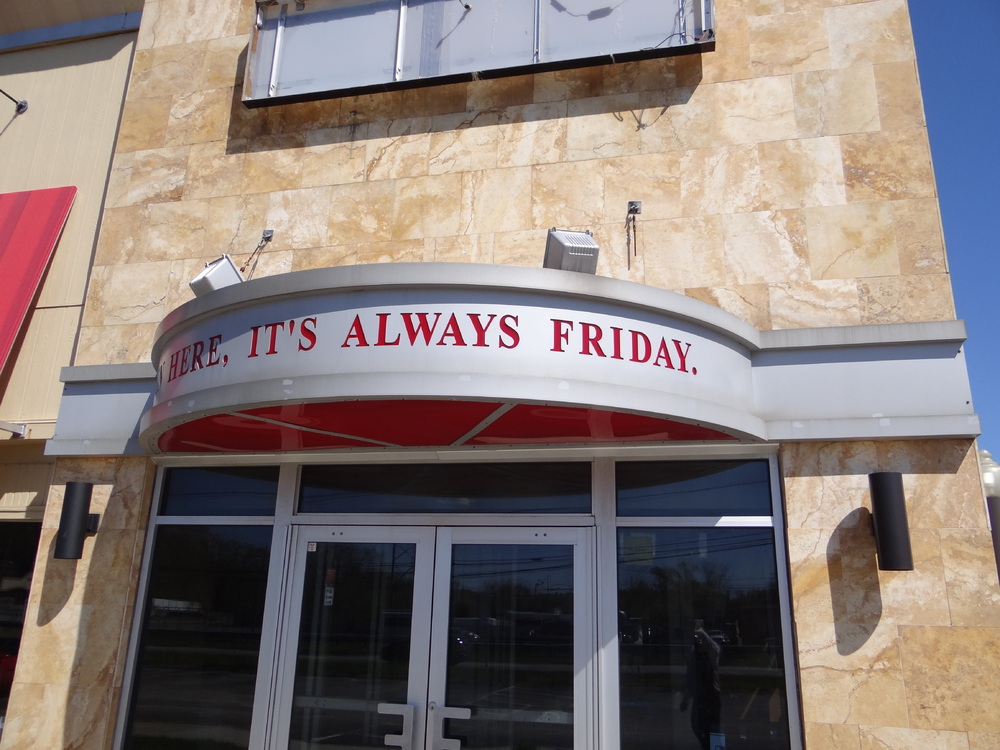 HERE, IT'S ALWAYS FRIDAY.